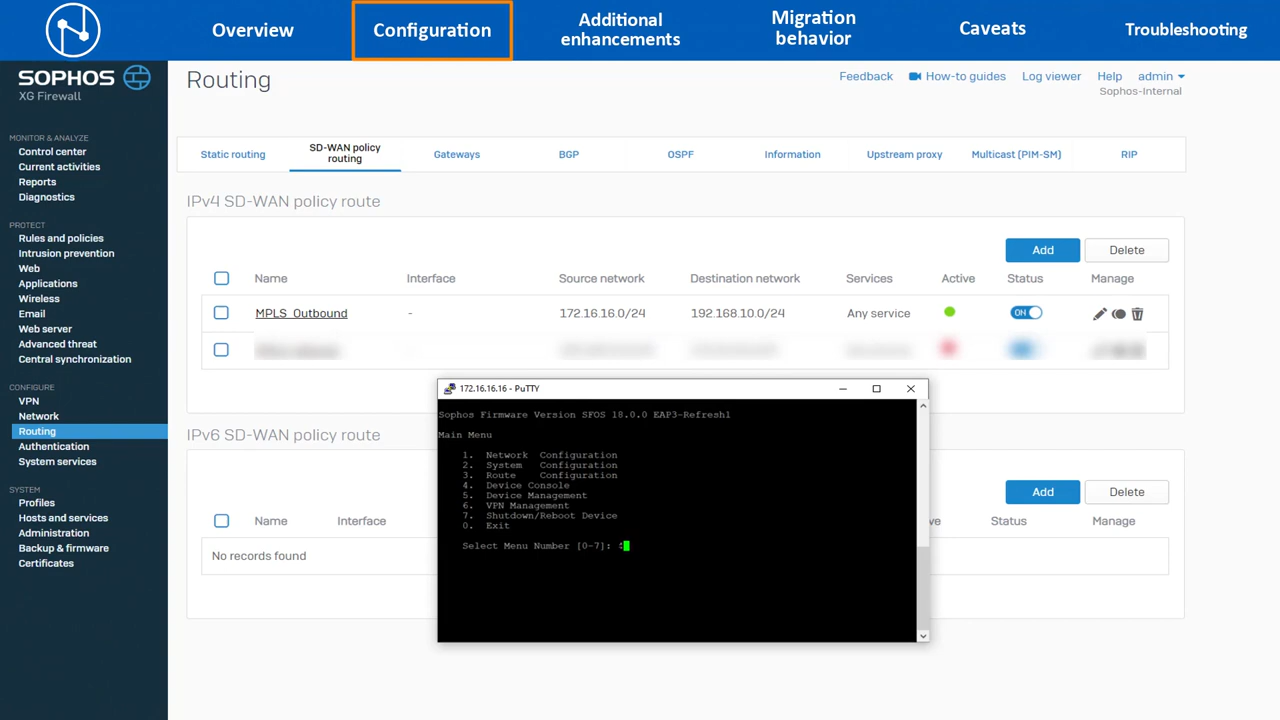 Overview
Configuration
Additional
enhancements
Migration
behavior
Caveats
Troubleshooting
SOPHOS
XG Firewall
Routing
Feedback
How-to guides
Log viewer
Help
admin
Sophos-Internal
MONITOR & ANALYZE
Control center
Current activities
Reports
Diagnostics
PROTECT
Rules and policies
Intrusion prevention
Web
Applications
Wireless
Email
Web server
Advanced threat
Central synchronization
CONFIGURE
VPN
Network
Routing
Authentication
System services
SYSTEM
Profiles
Hosts and services
Administration
Backup & firmware
Certificates
Static routing
SD-WAN policy
routing
Gateways
BGP
OSPF
Information
Upstream proxy
Multicast (PIM-SM)
RIP
IPv4 SD-WAN policy route
Add
Delete
Name Interface Source network Destination network Services Active Status Manage
MPLS_Outbound - 172.16.16.0/24 192.168.10.0/24 Any service ON
IPv6 SD-WAN policy route
Add
Delete
Name Interface Status Manage
No records found
172.16.16.16 - PuTTY
Sophos Firmware Version SFOS 18.0.0 EAP3-Refresh1
Main Menu
1. Network Configuration
2. System Configuration
3. Route Configuration
4. Device Console
5. Device Management
6. VPN Management
7. Shutdown/Reboot Device
0. Exit
Select Menu Number [0-7]: